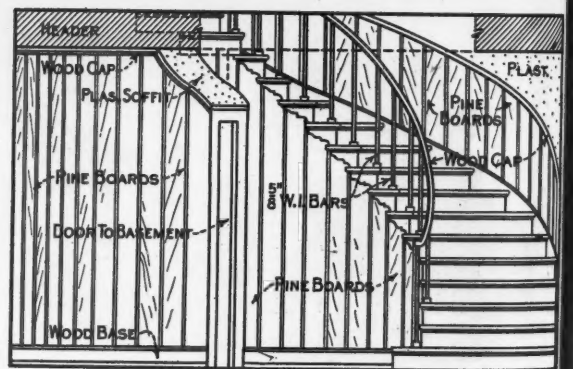 HEADER
WOOD CAP
PLAS. SOFFIT
PLAST.
PINE
BOARDS
WOOD CAP
PINE BOARDS
5/8" W.I. BARS
DOOR TO BASEMENT
PINE BOARDS
WOOD BASE